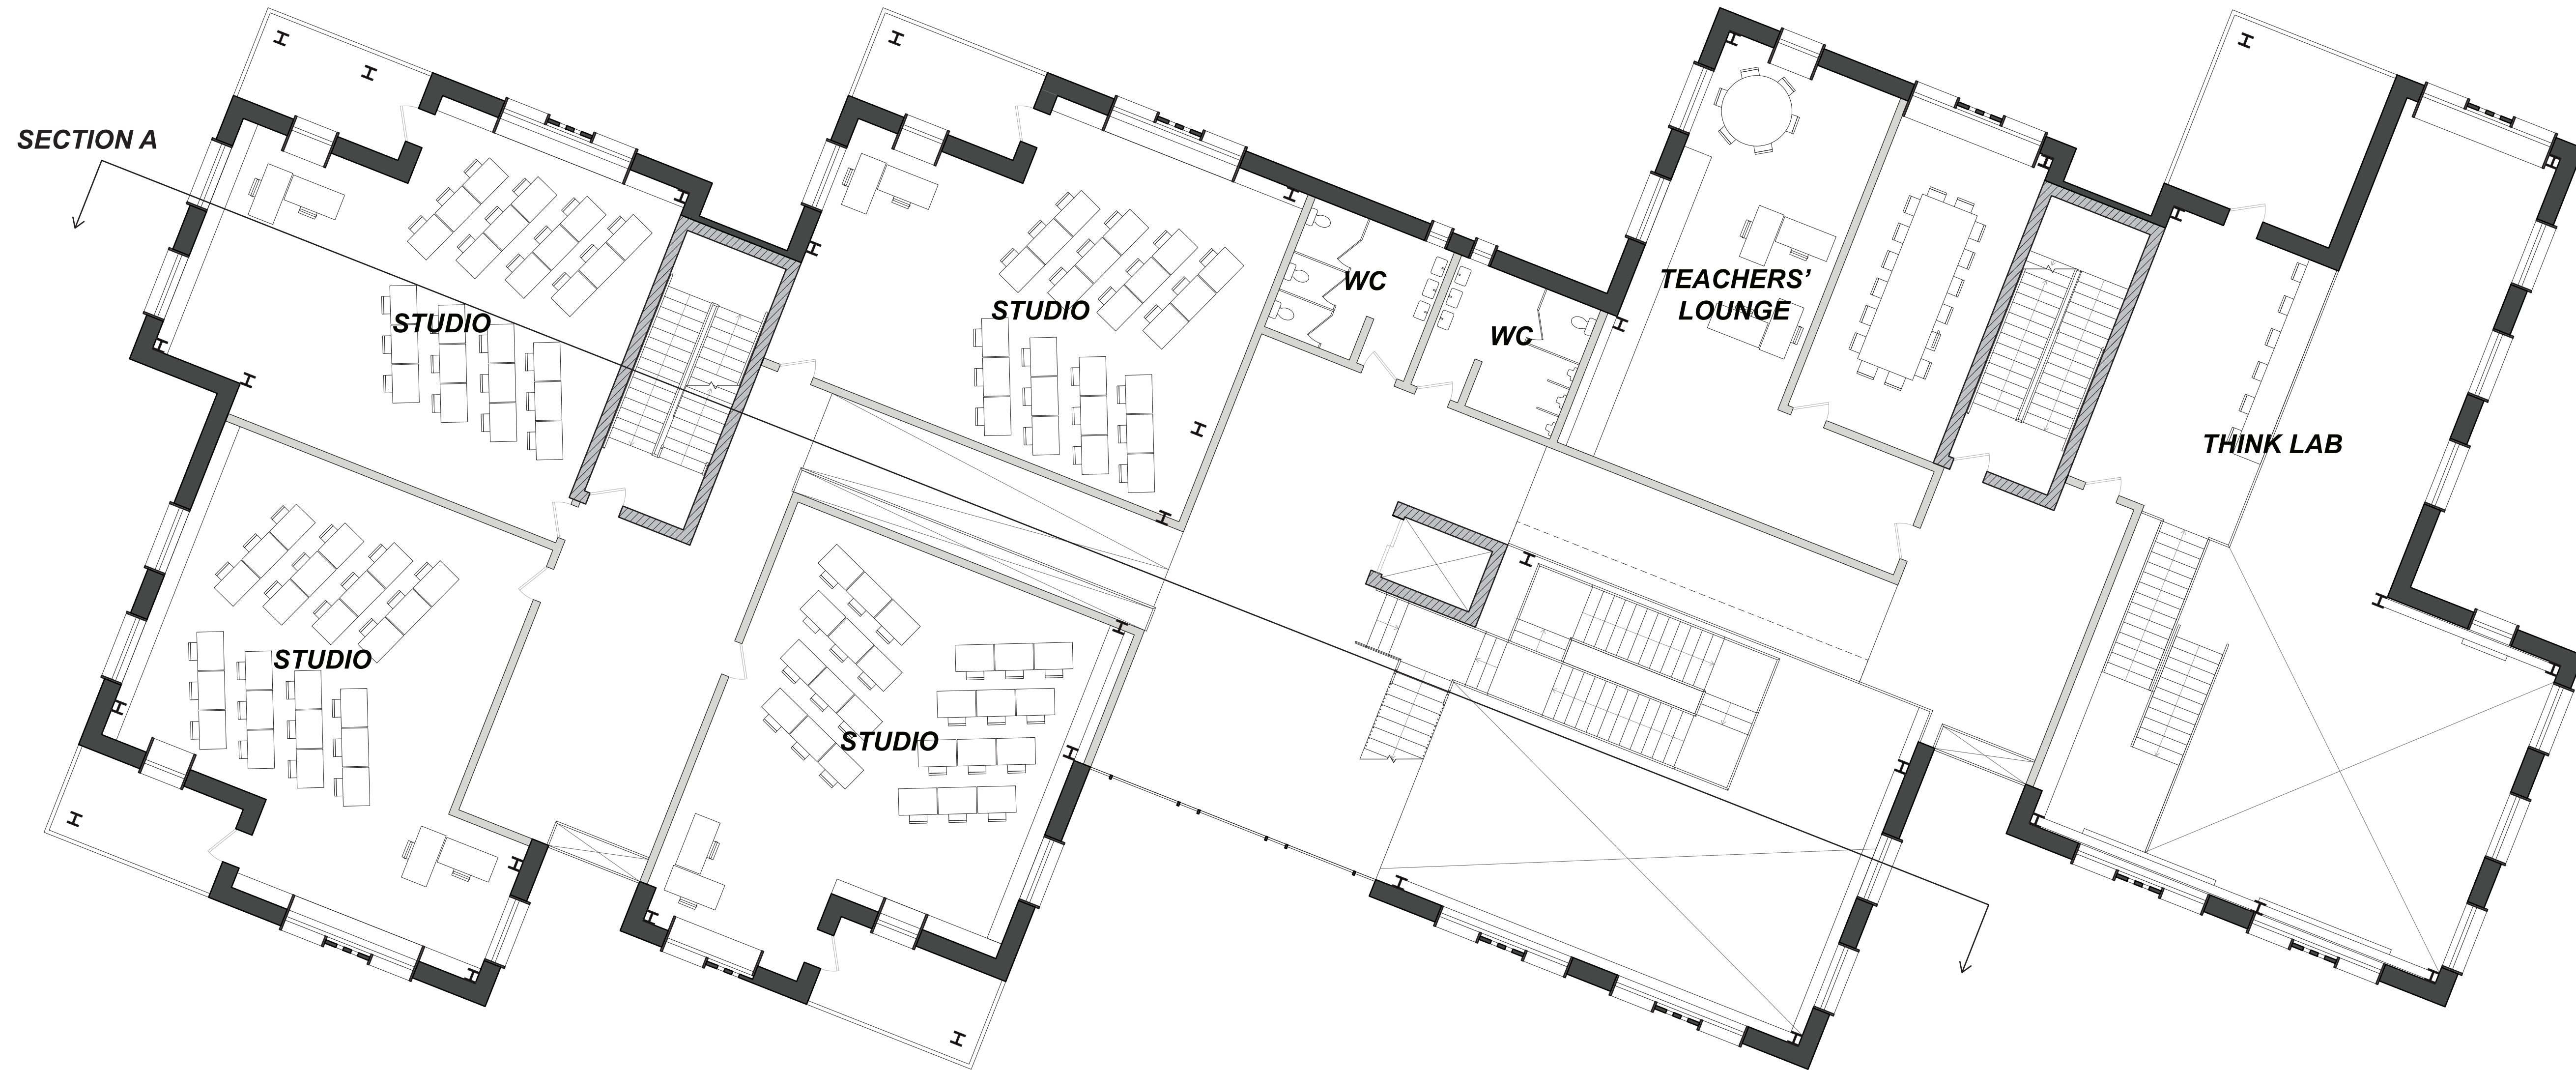 SECTION A
STUDIO
STUDIO
WC
WC
TEACHERS'
LOUNGE
THINK LAB
STUDIO
STUDIO